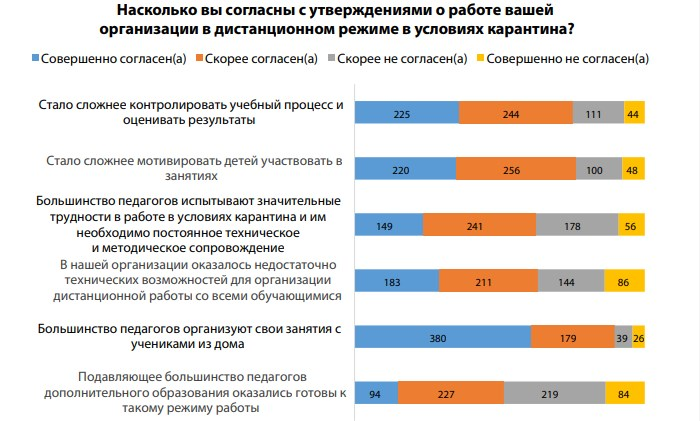 Насколько вы согласны с утверждениями о работе вашей
организации в дистанционном режиме в условиях карантина?
Совершенно согласен(а) Скорее согласен(а) Скорее не согласен(а) Совершенно не согласен(а)
Стало сложнее контролировать учебный процесс и
оценивать результаты
225 244 111 44
Стало сложнее мотивировать детей участвовать в
занятиях
220 256 100 48
Большинство педагогов испытывают значительные
трудности в работе в условиях карантина и им
необходимо постоянное техническое
и методическое сопровождение
149 241 178 56
В нашей организации оказалось недостаточно
технических возможностей для организации
дистанционной работы со всеми обучающимися
183 211 144 86
Большинство педагогов организуют свои занятия с
учениками из дома
380 179 39 26
Подавляющее большинство педагогов
дополнительного образования оказались готовы к
такому режиму работы
94 227 219 84